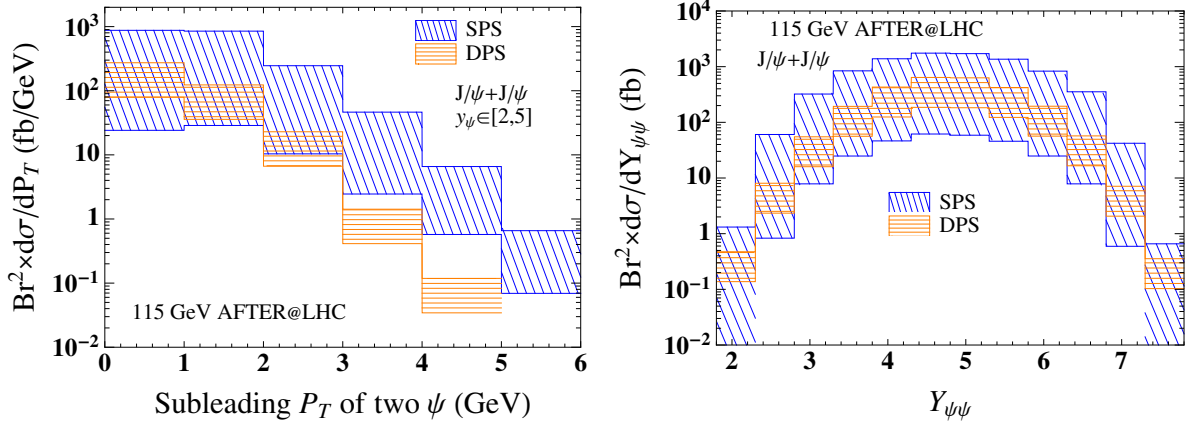 Br²×dσ/dP_T (fb/GeV)
10³
10²
10
1
10⁻¹
10⁻²
SPS
DPS
J/ψ+J/ψ
y_ψ∈[2,5]
115 GeV AFTER@LHC
0 1 2 3 4 5 6
Subleading P_T of two ψ (GeV)
Br²×dσ/dY_ψψ (fb)
10⁴
10³
10²
10
1
10⁻¹
10⁻²
115 GeV AFTER@LHC
J/ψ+J/ψ
SPS
DPS
2 3 4 5 6 7
Y_ψψ